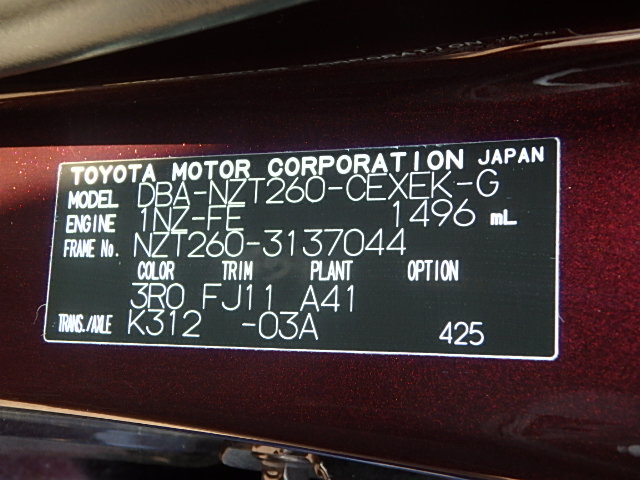 TOYOTA MOTOR CORPORATION JAPAN
MODEL DBA-NZT260-CEXEK-G
ENGINE 1NZ-FE 1496 mL
FRAME No. NZT260-3137044
COLOR TRIM PLANT OPTION
3R0 FJ11 A41
TRANS./AXLE K312 -03A 425